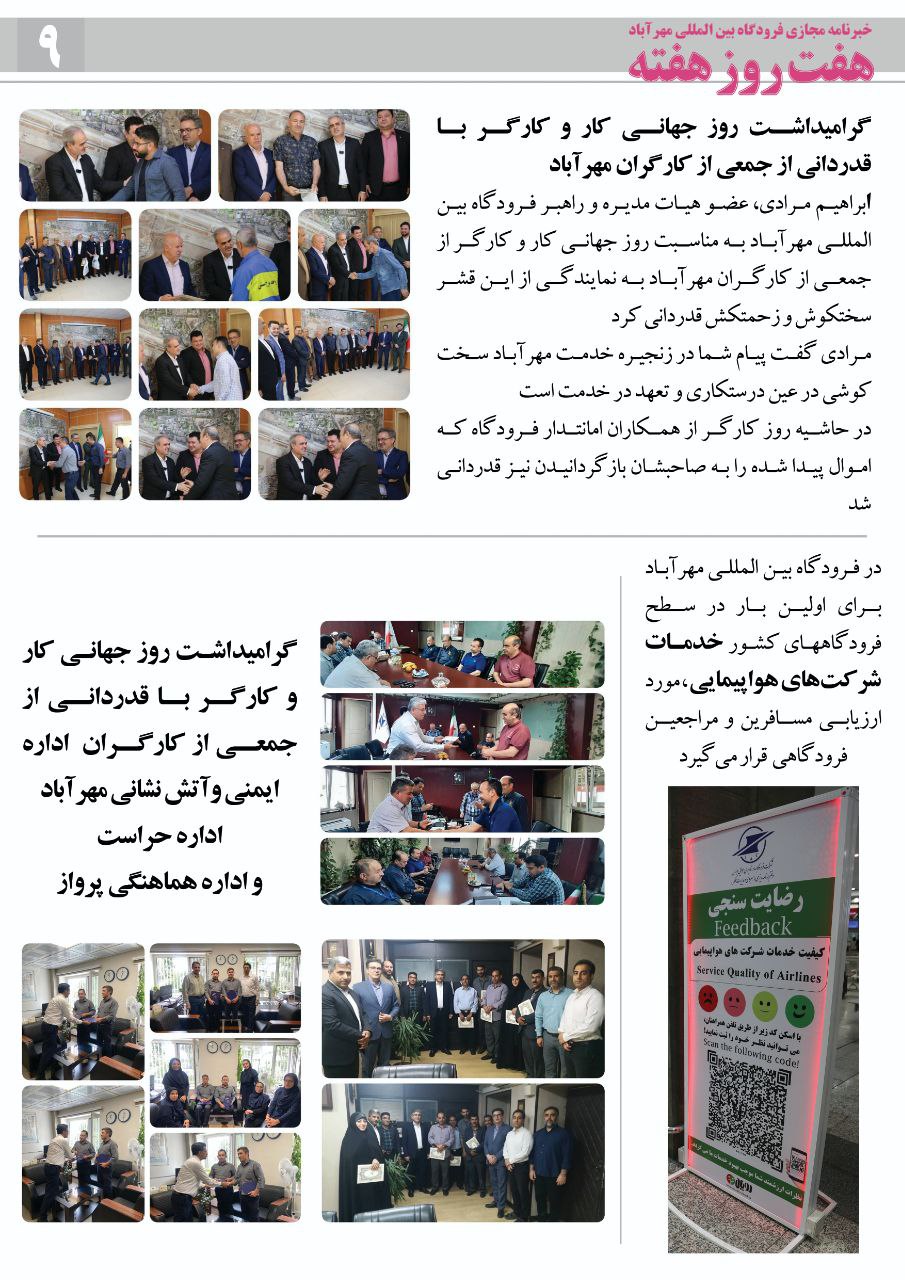 خبرنامه مجازی فرودگاه بین المللی مهرآباد
هفت روز هفته
۹
گرامیداشت روز جهانی کار و کارگر با
قدردانی از جمعی از کارگران مهرآباد
ابراهیم مرادی، عضو هیات مدیره و راهبر فرودگاه بین
المللی مهرآباد به مناسبت روز جهانی کار و کارگر از
جمعی از کارگران مهرآباد به نمایندگی از این قشر
سختکوش و زحمتکش قدردانی کرد
مرادی گفت پیام شما در زنجیره خدمت مهرآباد سخت
کوشی در عین درستکاری و تعهد در خدمت است
در حاشیه روز کارگر از همکاران امانتدار فرودگاه که
اموال پیدا شده را به صاحبشان بازگردانیدن نیز قدردانی
شد
در فرودگاه بین المللی مهرآباد
برای اولین بار در سطح
فرودگاههای کشور خدمات
شرکت‌های هواپیمایی،مورد
ارزیابی مسافرین و مراجعین
فرودگاهی قرار می‌گیرد
رضایت سنجی
Feedback
کیفیت خدمات شرکت های هواپیمایی
Service Quality of Airlines
با اسکن کد زیر از طریق تلفن همراهتان،
می توانید نظر خود را ثبت نمایید!
Scan the following code!
گرامیداشت روز جهانی کار
و کارگر با قدردانی از
جمعی از کارگران اداره
ایمنی وآتش نشانی مهرآباد
اداره حراست
و اداره هماهنگی پرواز